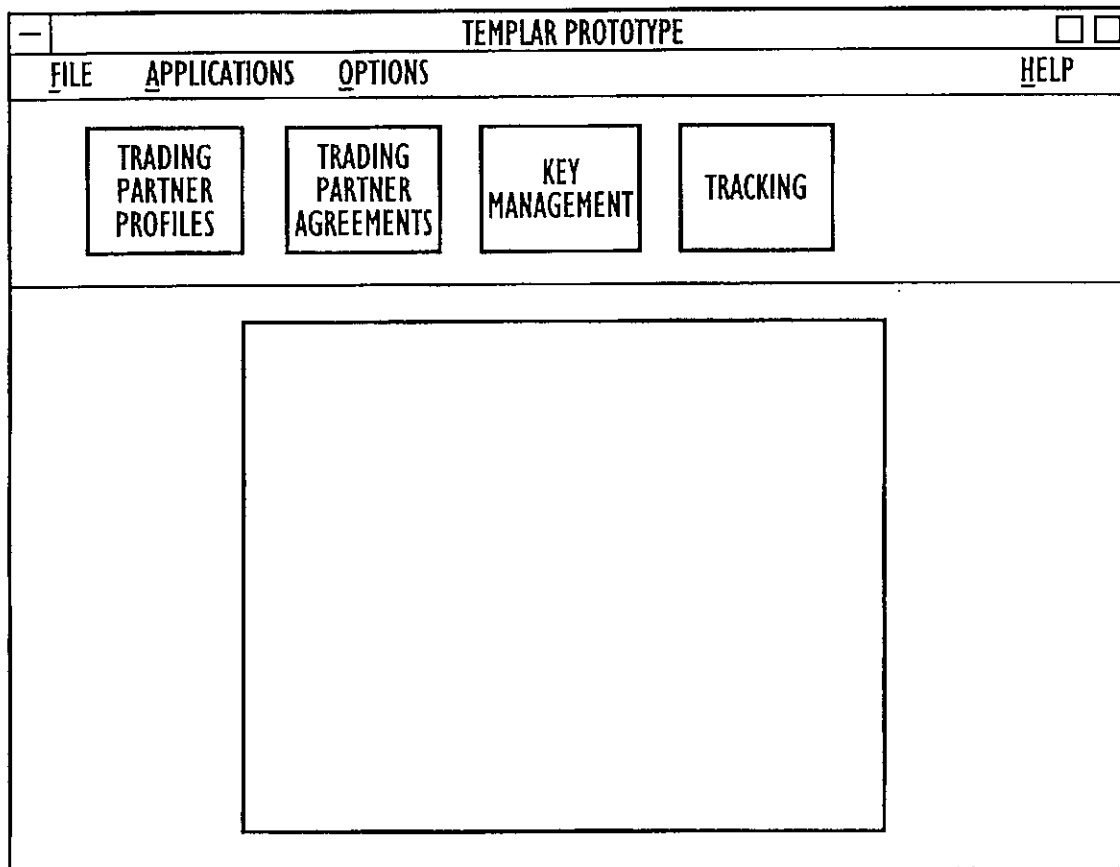 TEMPLAR PROTOTYPE
FILE APPLICATIONS OPTIONS HELP
TRADING
PARTNER
PROFILES
TRADING
PARTNER
AGREEMENTS
KEY
MANAGEMENT
TRACKING